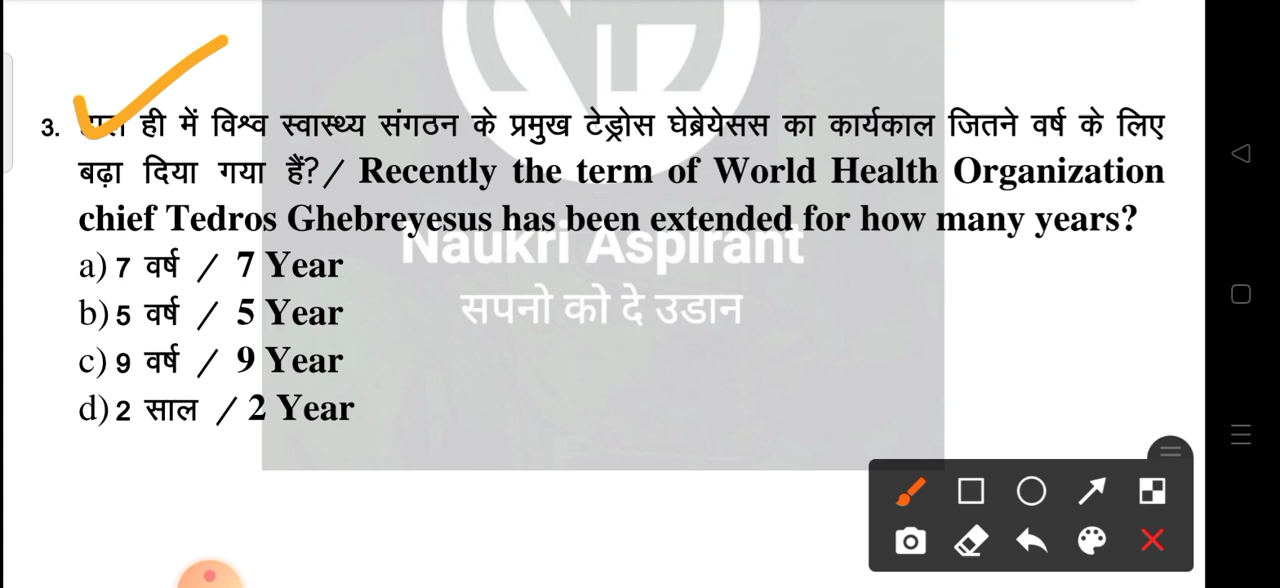 3. ही में विश्व स्वास्थ्य संगठन के प्रमुख टेड्रोस घेब्रेयेसस का कार्यकाल जितने वर्ष के लिए
बढ़ा दिया गया हैं? / Recently the term of World Health Organization
chief Tedros Ghebreyesus has been extended for how many years?
Naukri Aspirant
a) 7 वर्ष / 7 Year
सपनो को दे उडान
b) 5 वर्ष / 5 Year
c) 9 वर्ष / 9 Year
d) 2 साल / 2 Year